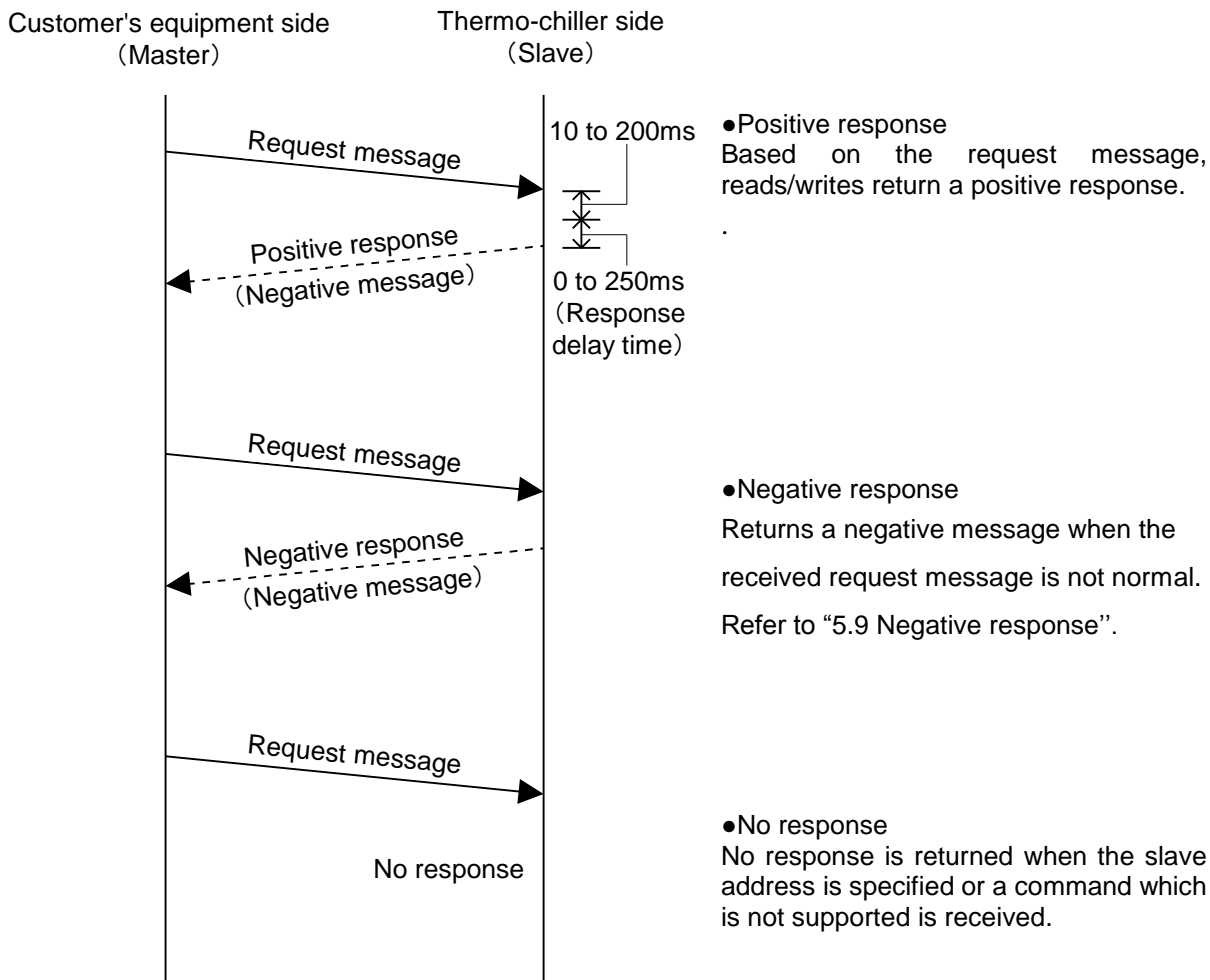 Customer's equipment side
（Master）
Thermo-chiller side
（Slave）
Request message
10 to 200ms
Positive response
（Negative message）
0 to 250ms
（Response
delay time）
●Positive response
Based on the request message,
reads/writes return a positive response.
.
Request message
Negative response
（Negative message）
●Negative response
Returns a negative message when the
received request message is not normal.
Refer to “5.9 Negative response’’.
Request message
No response
●No response
No response is returned when the slave
address is specified or a command which
is not supported is received.